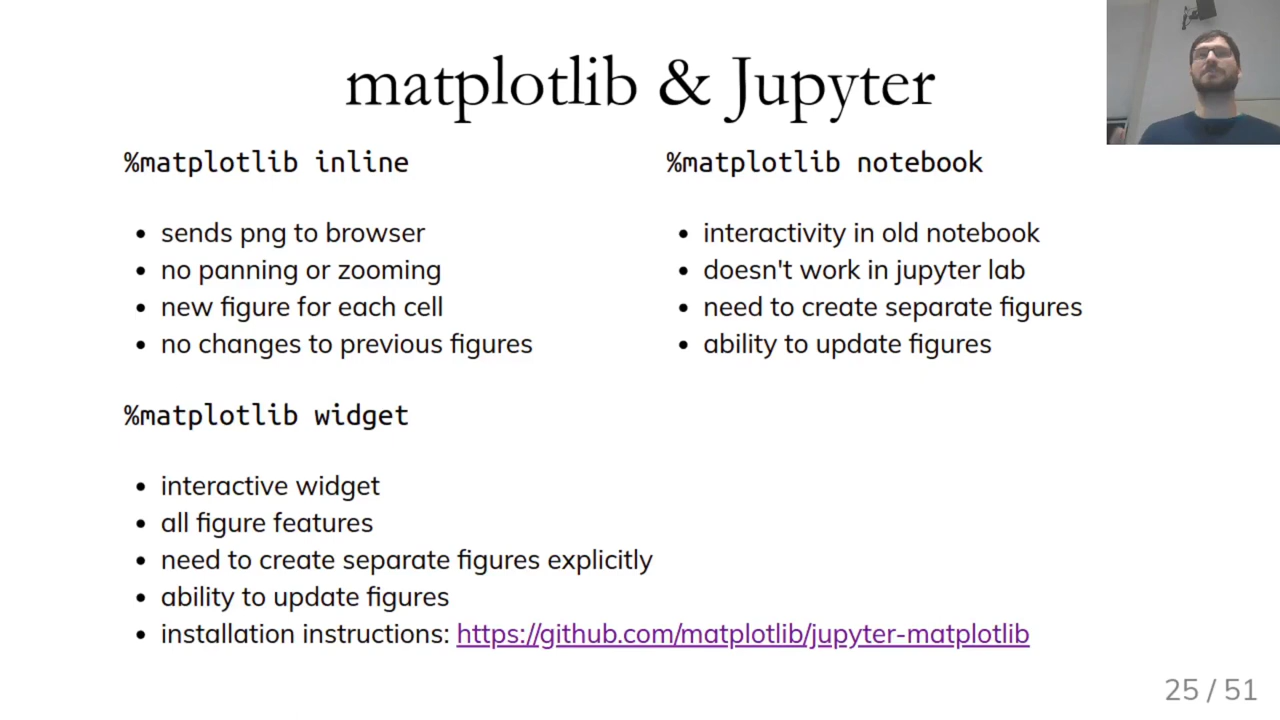 matplotlib & Jupyter
%matplotlib inline
• sends png to browser
• no panning or zooming
• new figure for each cell
• no changes to previous figures
%matplotlib notebook
• interactivity in old notebook
• doesn't work in jupyter lab
• need to create separate figures
• ability to update figures
%matplotlib widget
• interactive widget
• all figure features
• need to create separate figures explicitly
• ability to update figures
• installation instructions: https://github.com/matplotlib/jupyter-matplotlib
25 / 51